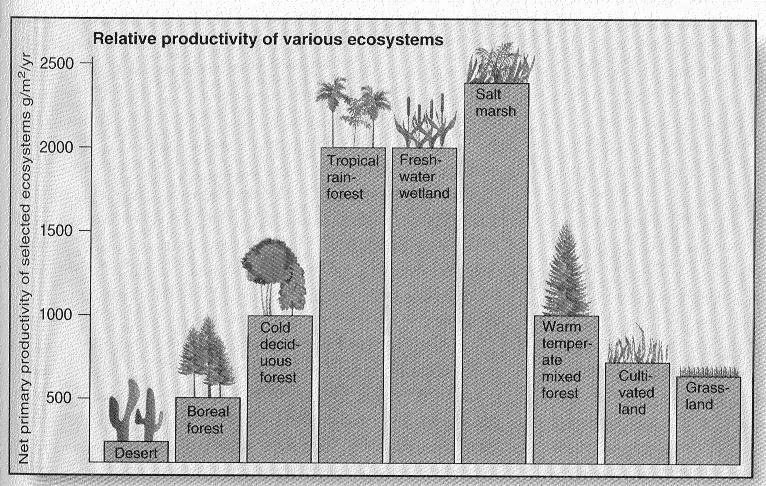 Relative productivity of various ecosystems
Net primary productivity of selected ecosystems g/m²/yr
2500
2000
1500
1000
500
Desert
Boreal
forest
Cold
decid-
uous
forest
Tropical
rain-
forest
Fresh-
water
wetland
Salt
marsh
Warm
temper-
ate
mixed
forest
Culti-
vated
land
Grass-
land